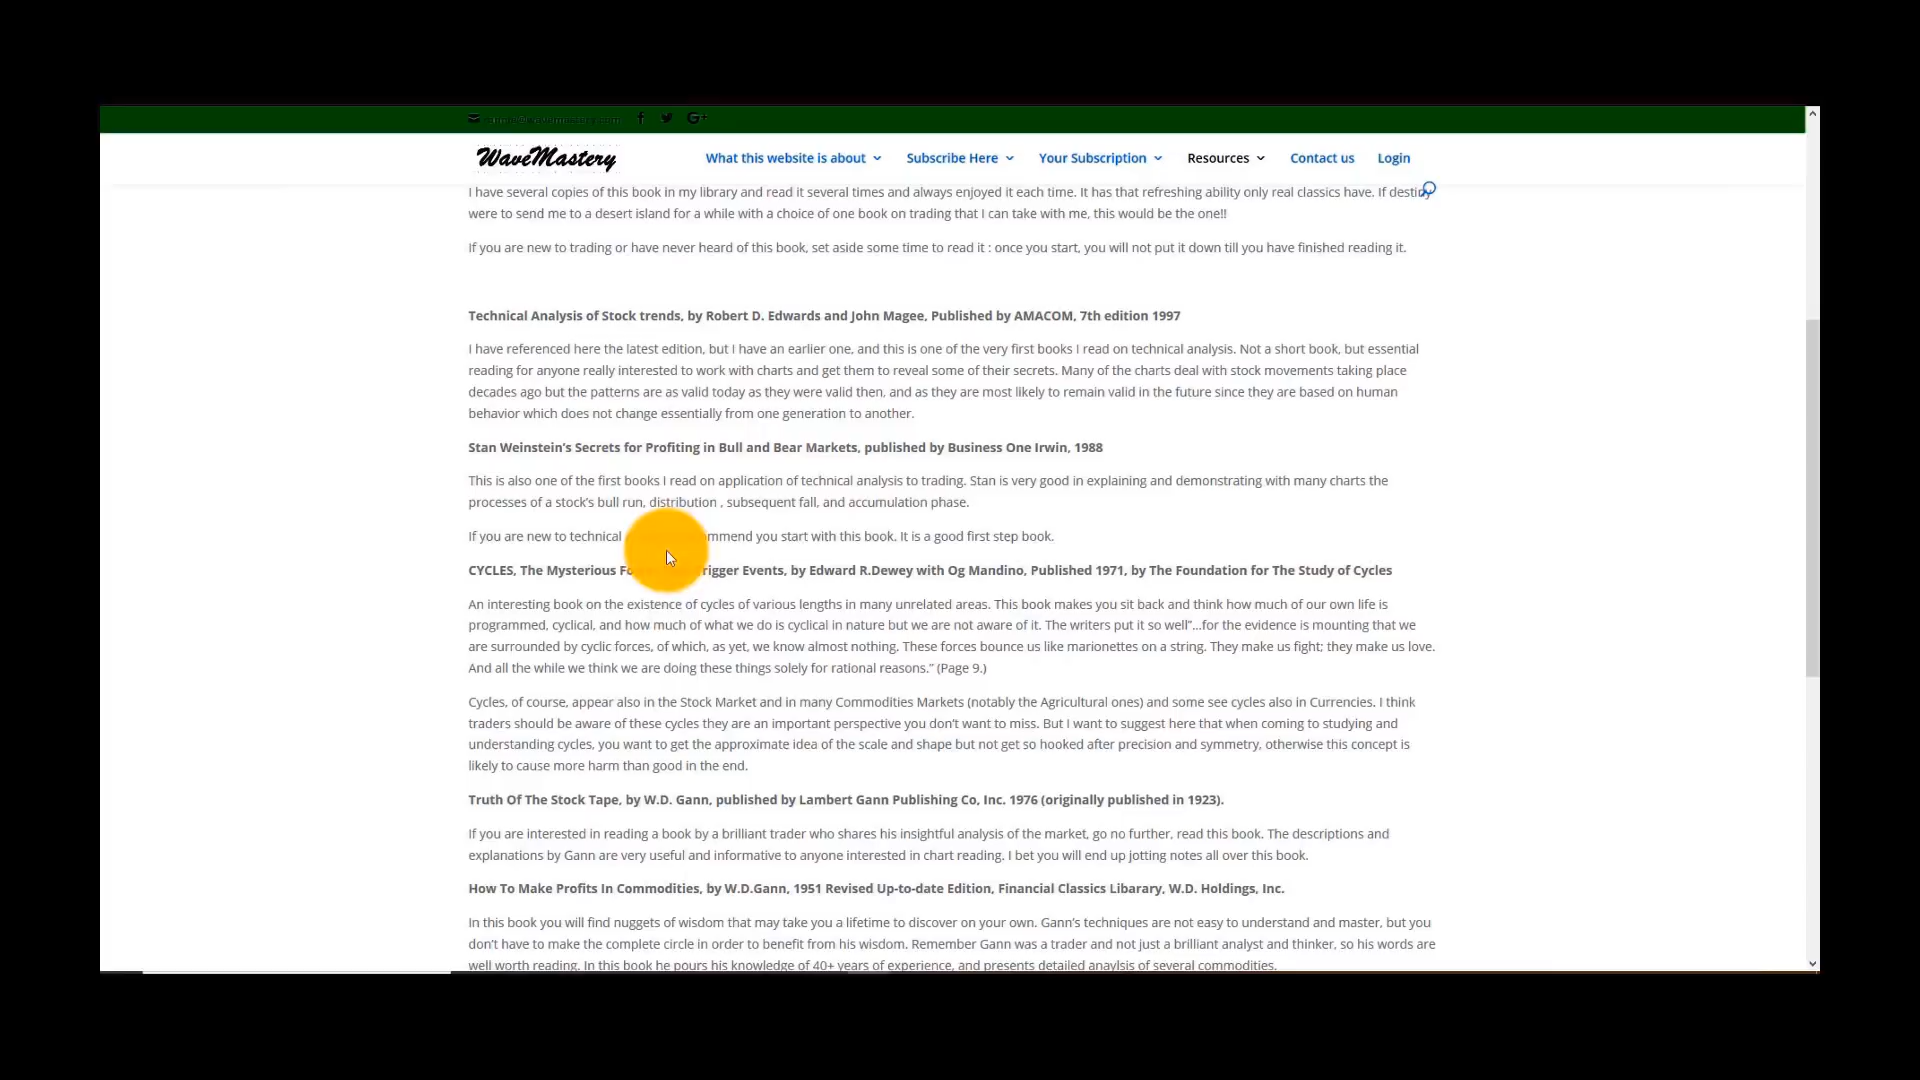 WaveMastery
What this website is about
Subscribe Here
Your Subscription
Resources
Contact us
Login
I have several copies of this book in my library and read it several times and always enjoyed it each time. It has that refreshing ability only real classics have. If destiny
were to send me to a desert island for a while with a choice of one book on trading that I can take with me, this would be the one!!
If you are new to trading or have never heard of this book, set aside some time to read it : once you start, you will not put it down till you have finished reading it.
Technical Analysis of Stock trends, by Robert D. Edwards and John Magee, Published by AMACOM, 7th edition 1997
I have referenced here the latest edition, but I have an earlier one, and this is one of the very first books I read on technical analysis. Not a short book, but essential
reading for anyone really interested to work with charts and get them to reveal some of their secrets. Many of the charts deal with stock movements taking place
decades ago but the patterns are as valid today as they were valid then, and as they are most likely to remain valid in the future since they are based on human
behavior which does not change essentially from one generation to another.
Stan Weinstein's Secrets for Profiting in Bull and Bear Markets, published by Business One Irwin, 1988
This is also one of the first books I read on application of technical analysis to trading. Stan is very good in explaining and demonstrating with many charts the
processes of a stock's bull run, distribution , subsequent fall, and accumulation phase.
If you are new to technical you start with this book. It is a good first step book.
CYCLES, The Mysterious Events, by Edward R.Dewey with Og Mandino, Published 1971, by The Foundation for The Study of Cycles
An interesting book on the existence of cycles of various lengths in many unrelated areas. This book makes you sit back and think how much of our own life is
programmed, cyclical, and how much of what we do is cyclical in nature but we are not aware of it. The writers put it so well"...for the evidence is mounting that we
are surrounded by cyclic forces, of which, as yet, we know almost nothing. These forces bounce us like marionettes on a string. They make us fight; they make us love.
And all the while we think we are doing these things solely for rational reasons." (Page 9.)
Cycles, of course, appear also in the Stock Market and in many Commodities Markets (notably the Agricultural ones) and some see cycles also in Currencies. I think
traders should be aware of these cycles they are an important perspective you don't want to miss. But I want to suggest here that when coming to studying and
understanding cycles, you want to get the approximate idea of the scale and shape but not get so hooked after precision and symmetry, otherwise this concept is
likely to cause more harm than good in the end.
Truth Of The Stock Tape, by W.D. Gann, published by Lambert Gann Publishing Co, Inc. 1976 (originally published in 1923).
If you are interested in reading a book by a brilliant trader who shares his insightful analysis of the market, go no further, read this book. The descriptions and
explanations by Gann are very useful and informative to anyone interested in chart reading. I bet you will end up jotting notes all over this book.
How To Make Profits In Commodities, by W.D.Gann, 1951 Revised Up-to-date Edition, Financial Classics Libarary, W.D. Holdings, Inc.
In this book you will find nuggets of wisdom that may take you a lifetime to discover on your own. Gann's techniques are not easy to understand and master, but you
don't have to make the complete circle in order to benefit from his wisdom. Remember Gann was a trader and not just a brilliant analyst and thinker, so his words are
well worth reading. In this book he pours his knowledge of 40+ years of experience, and presents detailed anaylsis of several commodities.